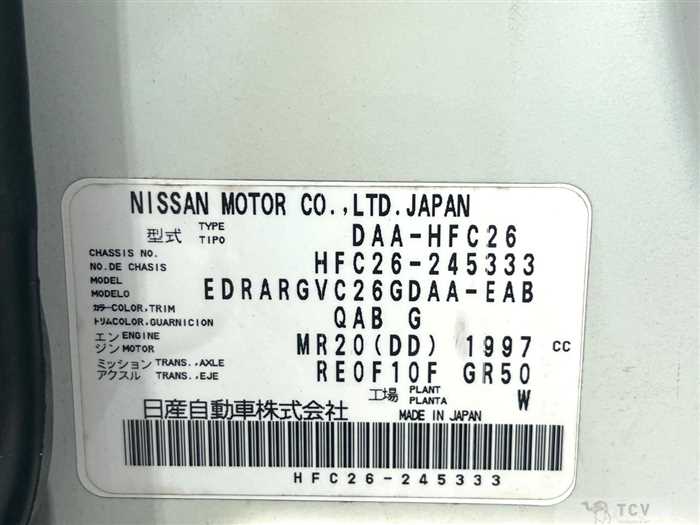 NISSAN MOTOR CO.,LTD.JAPAN
型式 TYPE TIPO DAA-HFC26
CHASSIS NO.
NO.DE CHASIS HFC26-245333
MODEL
MODELO EDRARGVC26GDAA-EAB
カラー COLOR,TRIM
トリム COLOR,GUARNICION QAB G
エン ENGINE
ジン MOTOR MR20(DD) 1997 CC
ミッション TRANS.,AXLE
アクスル TRANS.,EJE RE0F10F GR50
工場 PLANT PLANTA W
日産自動車株式会社 MADE IN JAPAN
HFC26-245333
TCV